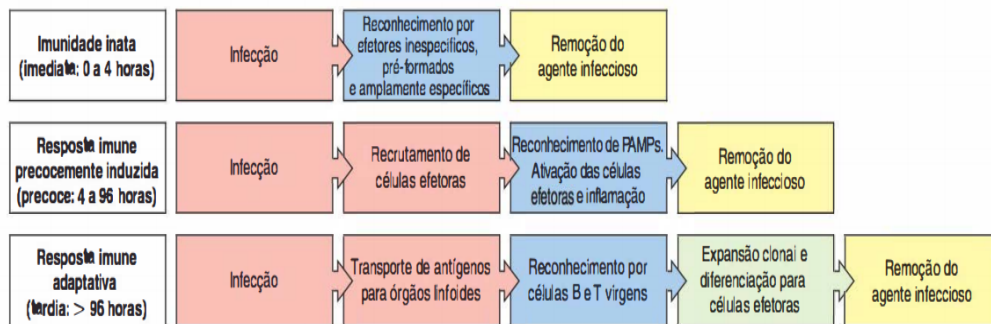 Imunidade inata
(imediata: 0 a 4 horas)
Infecção
Reconhecimento por
efetores inespecíficos,
pré-formados
e amplamente específicos
Remoção do
agente infeccioso
Resposta imune
precocemente induzida
(precoce: 4 a 96 horas)
Infecção
Recrutamento de
células efetoras
Reconhecimento de PAMPs.
Ativação das células
efetoras e inflamação
Remoção do
agente infeccioso
Resposta imune
adaptativa
(tardia: > 96 horas)
Infecção
Transporte de antígenos
para órgãos linfoides
Reconhecimento por
células B e T virgens
Expansão clonal e
diferenciação para
células efetoras
Remoção do
agente infeccioso